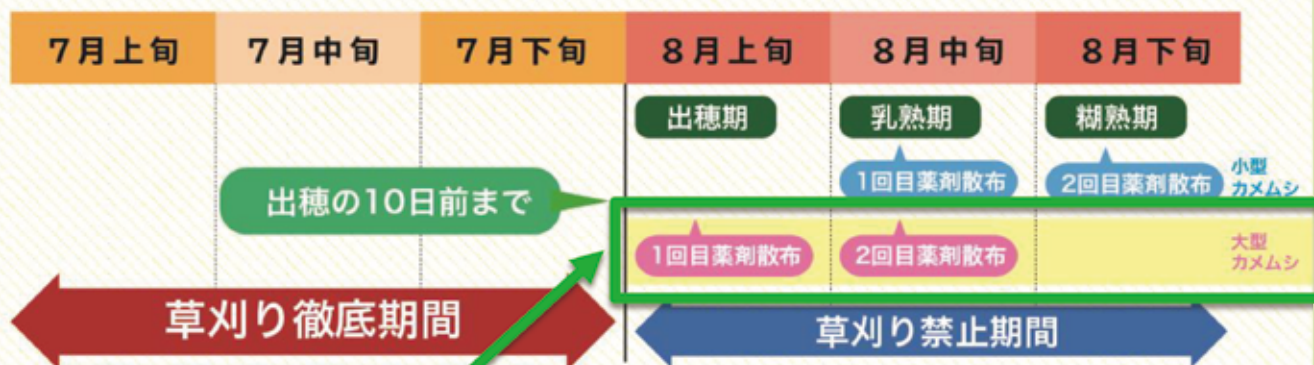 7月上旬 7月中旬 7月下旬 8月上旬 8月中旬 8月下旬
出穂期 乳熟期 糊熟期
1回目薬剤散布 2回目薬剤散布 小型
カメムシ
出穂の10日前まで
1回目薬剤散布 2回目薬剤散布 大型
カメムシ
草刈り徹底期間 草刈り禁止期間